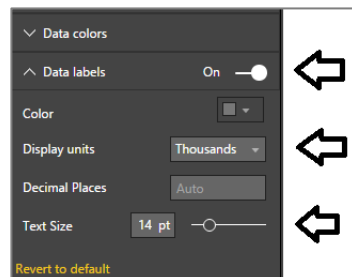 Data colors
Data labels On
Color
Display units Thousands
Decimal Places Auto
Text Size 14 pt
Revert to default